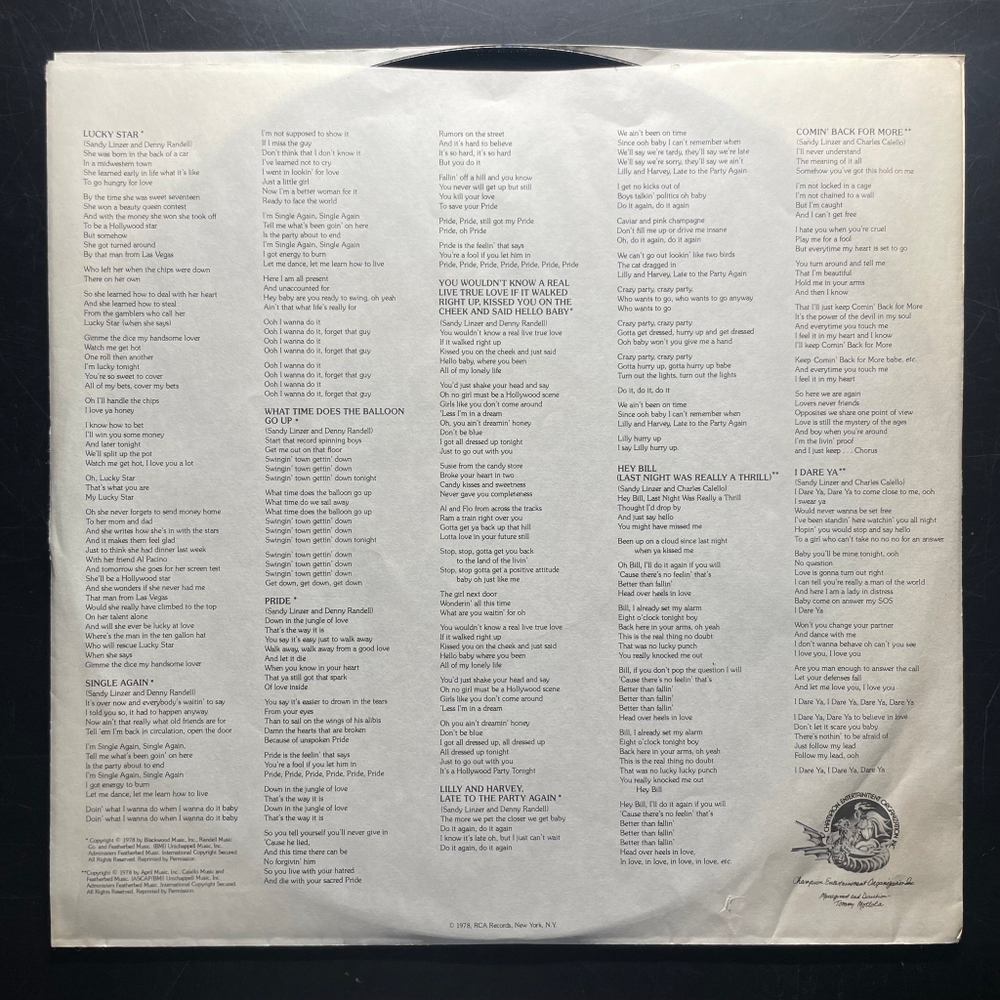 LUCKY STAR *
(Sandy Linzer and Denny Randell)
She was born in the back of a car
In a midwestern town
She learned early in life what it's like
To go hungry for love
By the time she was sweet seventeen
She won a beauty queen contest
And with the money she won she took off
To be a Hollywood star
But somehow
She got turned around
By that man from Las Vegas
Who left her when the chips were down
There on her own
So she learned how to deal with her heart
And she learned how to steal
From the gamblers who call her
Lucky Star (when she says)
Gimme the dice my handsome lover
Watch me get hot
One roll then another
I'm lucky tonight
You're so sweet to cover
All of my bets, cover my bets
Oh I'll handle the chips
I love ya honey
I know how to bet
I'll win you some money
And later tonight
We'll split up the pot
Watch me get hot, I love you a lot
Oh, Lucky Star
That's what you are
My Lucky Star
Oh she never forgets to send money home
To her mom and dad
And she writes how she's in with the stars
And it makes them feel glad
Just to think she had dinner last week
With her friend Al Pacino
And tomorrow she goes for her screen test
She'll be a Hollywood star
And she wonders if she never had me
That man from Las Vegas
Would she really have climbed to the top
On her talent alone
And will she ever be lucky at love
Where's the man in the ten gallon hat
Who will rescue Lucky Star
When she says
Gimme the dice my handsome lover
SINGLE AGAIN *
(Sandy Linzer and Denny Randell)
It's over now and everybody's waitin' to say
I told you so, it had to happen anyway
Now ain't that really what old friends are for
Tell 'em I'm back in circulation, open the door
I'm Single Again, Single Again,
Tell me what's been goin' on here
Is the party about to end
I'm Single Again, Single Again
I got energy to burn
Let me dance, let me learn how to live
Doin' what I wanna do when I wanna do it baby
Doin' what I wanna do when I wanna do it baby
* Copyright © 1978 by Blackwood Music, Inc., Randell Music
Co. and Featherbed Music, (BMI) Unichappell Music, Inc.
Administers Featherbed Music. International Copyright Secured.
All Rights Reserved. Reprinted by Permission.
**Copyright © 1978 by April Music, Inc. Calello Music and
Featherbed Music, (ASCAP/BMI) Unichappell Music, Inc.
Administers Featherbed Music. International Copyright Secured.
All Rights Reserved. Reprinted by Permission.
I'm not supposed to show it
If I miss the guy
Don't think that I don't know it
I've learned not to cry
I went in lookin' for love
Just a little girl
Now I'm a better woman for it
Ready to face the world
I'm Single Again, Single Again
Tell me what's been goin' on here
Is the party about to end
I'm Single Again, Single Again
I got energy to burn
Let me dance, let me learn how to live
Here I am all present
And unaccounted for
Hey baby are you ready to swing, oh yeah
Ain't that what life's really for
Ooh I wanna do it
Ooh I wanna do it, forget that guy
Ooh I wanna do it
Ooh I wanna do it, forget that guy
Ooh I wanna do it
Ooh I wanna do it, forget that guy
Ooh I wanna do it
Ooh I wanna do it, forget that guy
WHAT TIME DOES THE BALLOON
GO UP *
(Sandy Linzer and Denny Randell)
Start that record spinning boys
Get me out on that floor
Swingin' town gettin' down
Swingin' town gettin' down
Swingin' town gettin' down
Swingin' town gettin' down tonight
What time does the balloon go up
What time do we sail away
What time does the balloon go up
Swingin' town gettin' down
Swingin' town gettin' down
Swingin' town gettin' down tonight
Swingin' town gettin' down
Swingin' town gettin' down
Swingin' town gettin' down
Get down, get down, get down
PRIDE *
(Sandy Linzer and Denny Randell)
Down in the jungle of love
That's the way it is
You say it's easy just to walk away
Walk away, walk away from a good love
And let it die
When you know in your heart
That ya still got that spark
Of love inside
You say it's easier to drown in the tears
From your eyes
Than to sail on the wings of his alibis
Damn the hearts that are broken
Because of unspoken Pride
Pride is the feelin' that says
You're a fool if you let him in
Pride, Pride, Pride, Pride, Pride, Pride
Down in the jungle of love
That's the way it is
Down in the jungle of love
That's the way it is
So you tell yourself you'll never give in
'Cause he lied,
And this time there can be
No forgivin' him
So you lived with your hatred
And die with your sacred Pride
Rumors on the street
And it's hard to believe
It's so hard, it's so hard
But you do it
Fallin' off a hill and you know
You never will get up but still
You kill your love
To save your Pride
Pride, Pride, still got my Pride
Pride, oh Pride
Pride is the feelin' that says
You're a fool if you let him in
Pride, Pride, Pride, Pride, Pride, Pride, Pride
YOU WOULDN'T KNOW A REAL
LIVE TRUE LOVE IF IT WALKED
RIGHT UP, KISSED YOU ON THE
CHEEK AND SAID HELLO BABY*
(Sandy Linzer and Denny Randell)
You wouldn't know a real live true love
If it walked right up
Kissed you on the cheek and just said
Hello baby, where you been
All of my lonely life
You'd just shake your head and say
Oh no girl must be a Hollywood scene
Girls like you don't come around
'Less I'm in a dream
Oh, you ain't dreamin' honey
Don't be blue
I got all dressed up tonight
Just to go out with you
Susie from the candy store
Broke your heart in two
Candy kisses and sweetness
Never gave you completeness
Al and Flo from across the tracks
Ram a train right over you
Gotta get ya back up that hill
Lotta love in your future still
Stop, stop, gotta get you back
to the land of the livin'
Stop, stop gotta get a positive attitude
baby oh just like me
The girl next door
Wonderin' all this time
What are you waitin' for oh
You wouldn't know a real live true love
If it walked right up
Kissed you on the cheek and just said
Hello baby where you been
All of my lonely life
You'd just shake your head and say
Oh no girl must be a Hollywood scene
Girls like you don't come around
'Less I'm in a dream
Oh you ain't dreamin' honey
Don't be blue
I got all dressed up, all dressed up
All dressed up tonight
Just to go out with you
It's a Hollywood Party Tonight
LILLY AND HARVEY,
LATE TO THE PARTY AGAIN *
(Sandy Linzer and Denny Randell)
The more we pet the closer we get baby
Do it again, do it again
I know it's late oh, but I just can't wait
Do it again, do it again
© 1978, RCA Records, New York, N.Y.
We ain't been on time
Since ooh baby I can't remember when
We'll say we're tardy, they'll say we're late
We'll say we're sorry, they'll say we ain't
Lilly and Harvey, Late to the Party Again
I get no kicks out of
Boys talkin' politics oh baby
Do it again, do it again
Caviar and pink champagne
Don't fill me up or drive me insane
Oh, do it again, do it again
We can't go out lookin' like two birds
The cat dragged in
Lilly and Harvey, Late to the Party Again
Crazy party, crazy party,
Who wants to go, who wants to go anyway
Who wants to go
Crazy party, crazy party
Gotta get dressed, hurry up and get dressed
Ooh baby won't you give me a hand
Crazy party, crazy party
Gotta hurry up, gotta hurry up babe
Turn out the lights, turn out the lights
Do it, do it, do it
We ain't been on time
Since ooh baby I can't remember when
Lilly and Harvey, Late to the Party Again
Lilly hurry up
I say Lilly hurry up.
HEY BILL
(LAST NIGHT WAS REALLY A THRILL)**
(Sandy Linzer and Charles Calello)
Hey Bill, Last Night Was Really a Thrill
Thought I'd drop by
And just say hello
You might have missed me
Been up on a cloud since last night
when ya kissed me
Oh Bill, I'll do it again if you will
'Cause there's no feelin' that's
Better than fallin'
Head over heels in love
Bill, I already set my alarm
Eight o'clock tonight boy
Back here in your arms, oh yeah
This is the real thing no doubt
That was no lucky punch
You really knocked me out
Bill, if you don't pop the question I will
'Cause there's no feelin' that's
Better than fallin'
Better than fallin'
Better than fallin'
Better than fallin'
Head over heels in love
Bill, I already set my alarm
Eight o'clock tonight boy
Back here in your arms, oh yeah
This is the real thing no doubt
That was no lucky lucky punch
You really knocked me out
Hey Bill
Hey Bill, I'll do it again if you will
'Cause there's no feelin' that's
Better than fallin'
Better than fallin'
Better than fallin'
Head over heels in love,
In love, in love, in love, in love, etc.
COMIN' BACK FOR MORE**
(Sandy Linzer and Charles Calello)
I'll never understand
The meaning of it all
Somehow you've got this hold on me
I'm not locked in a cage
I'm not chained to a wall
But I'm caught
And I can't get free
I hate you when you're cruel
Play me for a fool
But everytime my heart is set to go
You turn around and tell me
That I'm beautiful
Hold me in your arms
And then I know
That I'll just keep Comin' Back for More
It's the power of the devil in my soul
And everytime you touch me
I feel it in my heart and I know
I'll keep Comin' Back for More
Keep Comin' Back for More babe, etc.
And everytime you touch me
I feel it in my heart
So here we are again
Lovers never friends
Opposites we share one point of view
Love is still the mystery of the ages
And boy when you're around
I'm the livin' proof
and I just keep . . . Chorus
I DARE YA**
(Sandy Linzer and Charles Calello)
I Dare Ya, Dare Ya to come close to me, ooh
I swear ya
Would never wanna be set free
I've been standin' here watchin' you all night
Hopin' you would stop and say hello
To a girl who can't take no no no for an answer
Baby you'll be mine tonight, ooh
No question
Love is gonna turn out right
I can tell you're really a man of the world
And here I am a lady in distress
Baby come on answer my SOS
I Dare Ya
Won't you change your partner
And dance with me
I don't wanna behave oh can't you see
I love you, I love you
Are you man enough to answer the call
Let your defenses fall
And let me love you, I love you
I Dare Ya, I Dare Ya, Dare Ya, Dare Ya
I Dare Ya, Dare Ya to believe in love
Don't let it scare you baby
There's nothin' to be afraid of
Just follow my lead
Follow my lead, ooh
I Dare Ya, I Dare Ya, Dare Ya
CHAMPION ENTERTAINMENT ORGANIZATION, INC.
Champion Entertainment Organization Inc
Management and Direction
Tommy Mottola